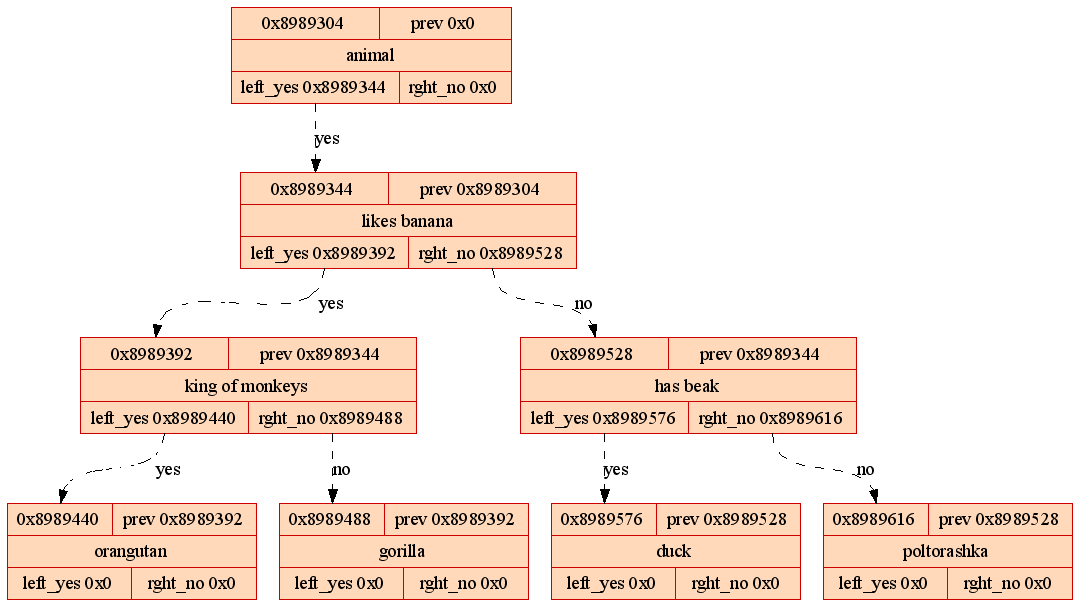 0x8989304 prev 0x0
animal
left_yes 0x8989344 rght_no 0x0
yes
0x8989344 prev 0x8989304
likes banana
left_yes 0x8989392 rght_no 0x8989528
yes no
0x8989392 prev 0x8989344 0x8989528 prev 0x8989344
king of monkeys has beak
left_yes 0x8989440 rght_no 0x8989488 left_yes 0x8989576 rght_no 0x8989616
yes no yes no
0x8989440 prev 0x8989392 0x8989488 prev 0x8989392 0x8989576 prev 0x8989528 0x8989616 prev 0x8989528
orangutan gorilla duck poltorashka
left_yes 0x0 rght_no 0x0 left_yes 0x0 rght_no 0x0 left_yes 0x0 rght_no 0x0 left_yes 0x0 rght_no 0x0